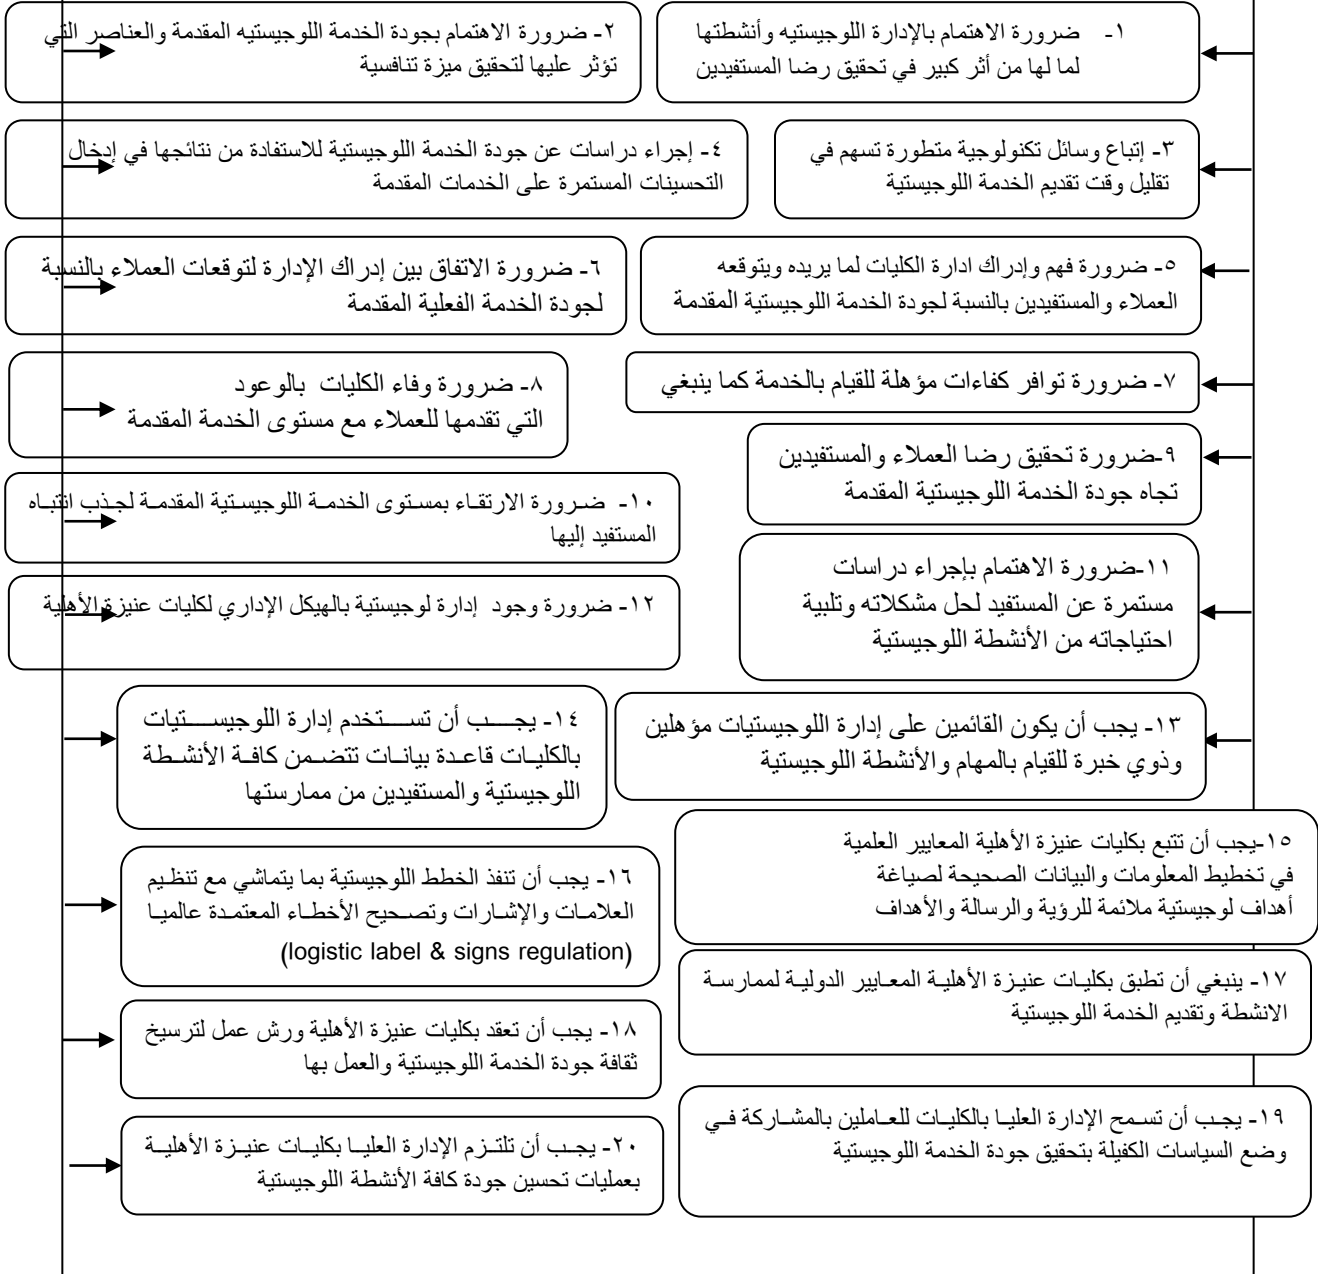 ١- ضرورة الاهتمام بالإدارة اللوجيستيه وأنشطتها
لما لها من أثر كبير في تحقيق رضا المستفيدين
٢- ضرورة الاهتمام بجودة الخدمة اللوجيستيه المقدمة والعناصر التي
تؤثر عليها لتحقيق ميزة تنافسية
٣- إتباع وسائل تكنولوجية متطورة تسهم في
تقليل وقت تقديم الخدمة اللوجيستية
٤- إجراء دراسات عن جودة الخدمة اللوجيستية للاستفادة من نتائجها في إدخال
التحسينات المستمرة على الخدمات المقدمة
٥- ضرورة فهم وإدراك ادارة الكليات لما يريده ويتوقعه
العملاء والمستفيدين بالنسبة لجودة الخدمة اللوجيستية المقدمة
٦- ضرورة الاتفاق بين إدراك الإدارة لتوقعات العملاء بالنسبة
لجودة الخدمة الفعلية المقدمة
٧- ضرورة توافر كفاءات مؤهلة للقيام بالخدمة كما ينبغي
٨- ضرورة وفاء الكليات بالوعود
التي تقدمها للعملاء مع مستوى الخدمة المقدمة
٩-ضرورة تحقيق رضا العملاء والمستفيدين
تجاه جودة الخدمة اللوجيستية المقدمة
١٠- ضرورة الارتقاء بمستوى الخدمة اللوجيستية المقدمة لجذب انتباه
المستفيد إليها
١١-ضرورة الاهتمام بإجراء دراسات
مستمرة عن المستفيد لحل مشكلاته وتلبية
احتياجاته من الأنشطة اللوجيستية
١٢- ضرورة وجود إدارة لوجيستية بالهيكل الإداري لكليات عنيزة الأهلية
١٣- يجب أن يكون القائمين على إدارة اللوجيستيات مؤهلين
وذوي خبرة للقيام بالمهام والأنشطة اللوجيستية
١٤- يجب أن تستخدم إدارة اللوجيستيات
بالكليات قاعدة بيانات تتضمن كافة الأنشطة
اللوجيستية والمستفيدين من ممارستها
١٥-يجب أن تتبع بكليات عنيزة الأهلية المعايير العلمية
في تخطيط المعلومات والبيانات الصحيحة لصياغة
أهداف لوجيستية ملائمة للرؤية والرسالة والأهداف
١٦- يجب أن تنفذ الخطط اللوجيستية بما يتماشي مع تنظيم
العلامات والإشارات وتصحيح الأخطاء المعتمدة عالميا
(logistic label & signs regulation)
١٧- ينبغي أن تطبق بكليات عنيزة الأهلية المعايير الدولية لممارسة
الانشطة وتقديم الخدمة اللوجيستية
١٨- يجب أن تعقد بكليات عنيزة الأهلية ورش عمل لترسيخ
ثقافة جودة الخدمة اللوجيستية والعمل بها
١٩- يجب أن تسمح الإدارة العليا بالكليات للعاملين بالمشاركة في
وضع السياسات الكفيلة بتحقيق جودة الخدمة اللوجيستية
٢٠- يجب أن تلتزم الإدارة العليا بكليات عنيزة الأهلية
بعمليات تحسين جودة كافة الأنشطة اللوجيستية